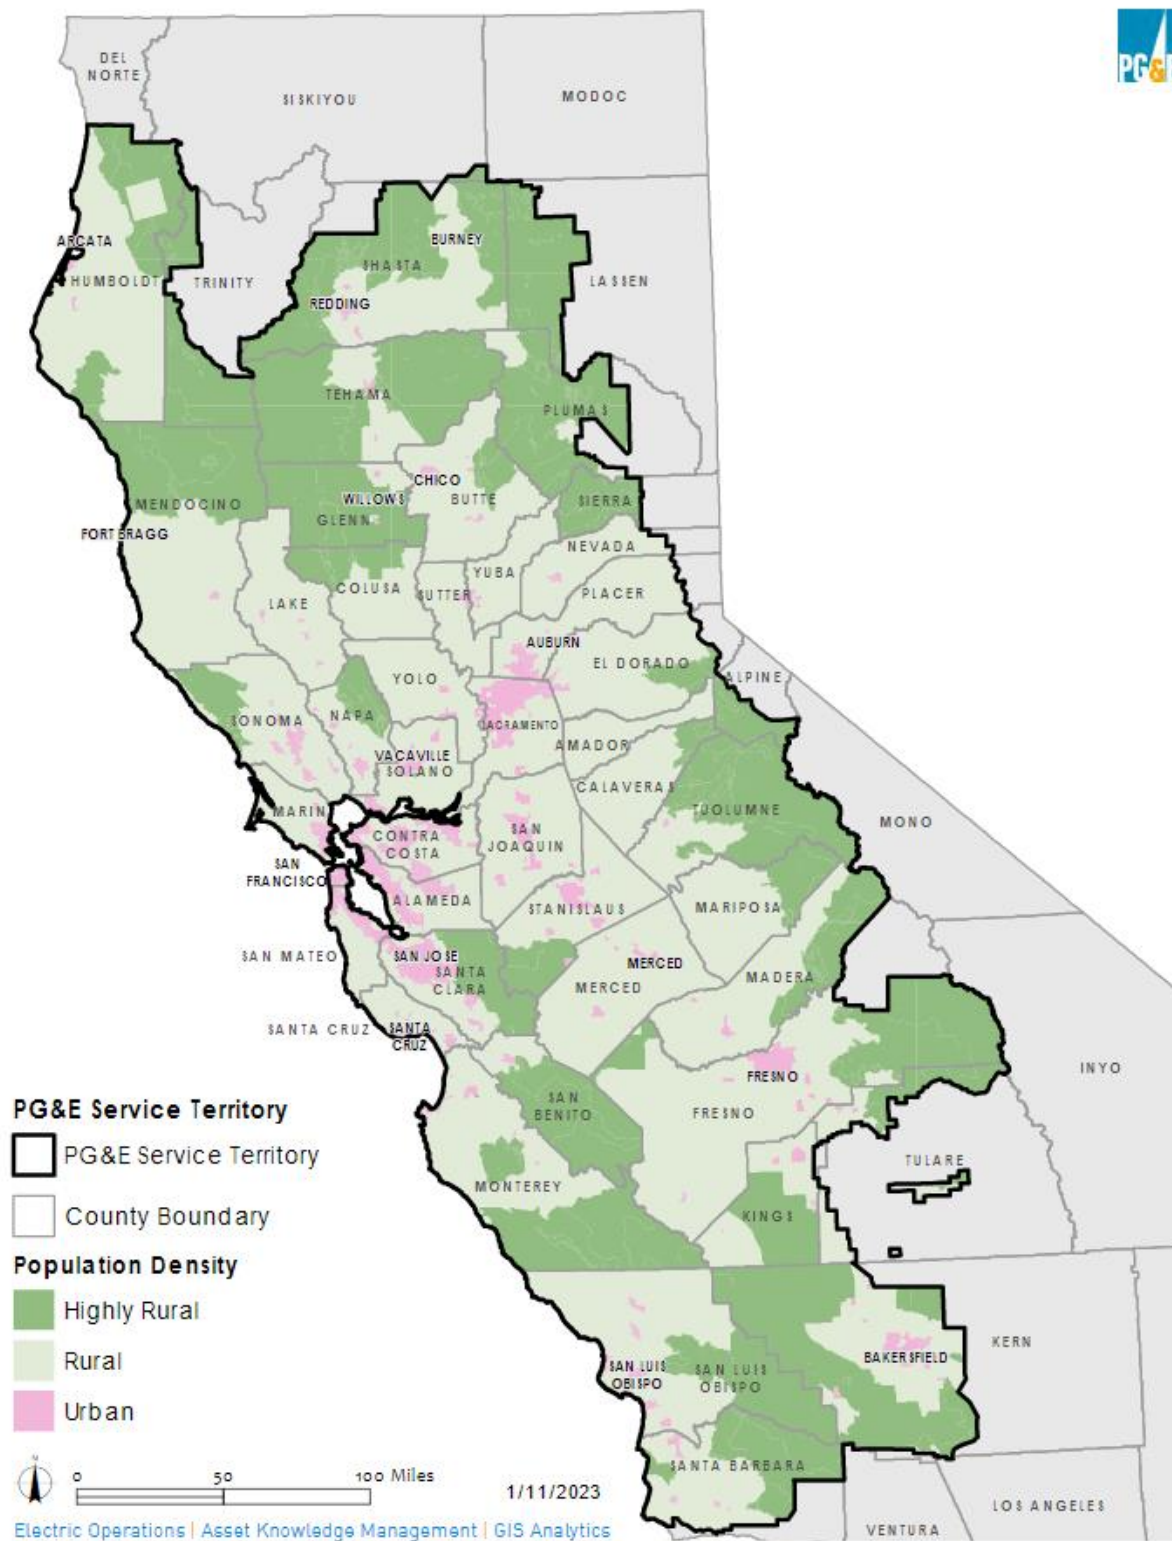 PG&E
DEL
NORTE
SISKIYOU
MODOC
ARCATA
HUMBOLDT
TRINITY
BURNEY
SHASTA
REDDING
LASSEN
TEHAMA
PLUMAS
CHICO
WILLOWS
BUTTE
SIERRA
MENDOCINO
GLENN
FORT BRAGG
NEVADA
YUBA
COLUSA
SUTTER
PLACER
LAKE
AUBURN
YOLO
EL DORADO
ALPINE
SONOMA
NAPA
SACRAMENTO
AMADOR
VACAVILLE
SOLANO
CALAVERAS
MARIN
TUOLUMNE
MONO
CONTRA
COSTA
SAN
JOAQUIN
SAN
FRANCISCO
ALAMEDA
STANISLAUS
MARIPOSA
SAN MATEO
SAN JOSE
SANTA
CLARA
MERCED
MERCED
MADERA
SANTA CRUZ
SANTA
CRUZ
INYO
FRESNO
SAN
BENITO
FRESNO
TULARE
MONTEREY
KINGS
KERN
BAKERSFIELD
SAN LUIS
OBISPO
SAN LUIS
OBISPO
SANTA BARBARA
LOS ANGELES
VENTURA
PG&E Service Territory
PG&E Service Territory
County Boundary
Population Density
Highly Rural
Rural
Urban
N
0 50 100 Miles
1/11/2023
Electric Operations | Asset Knowledge Management | GIS Analytics